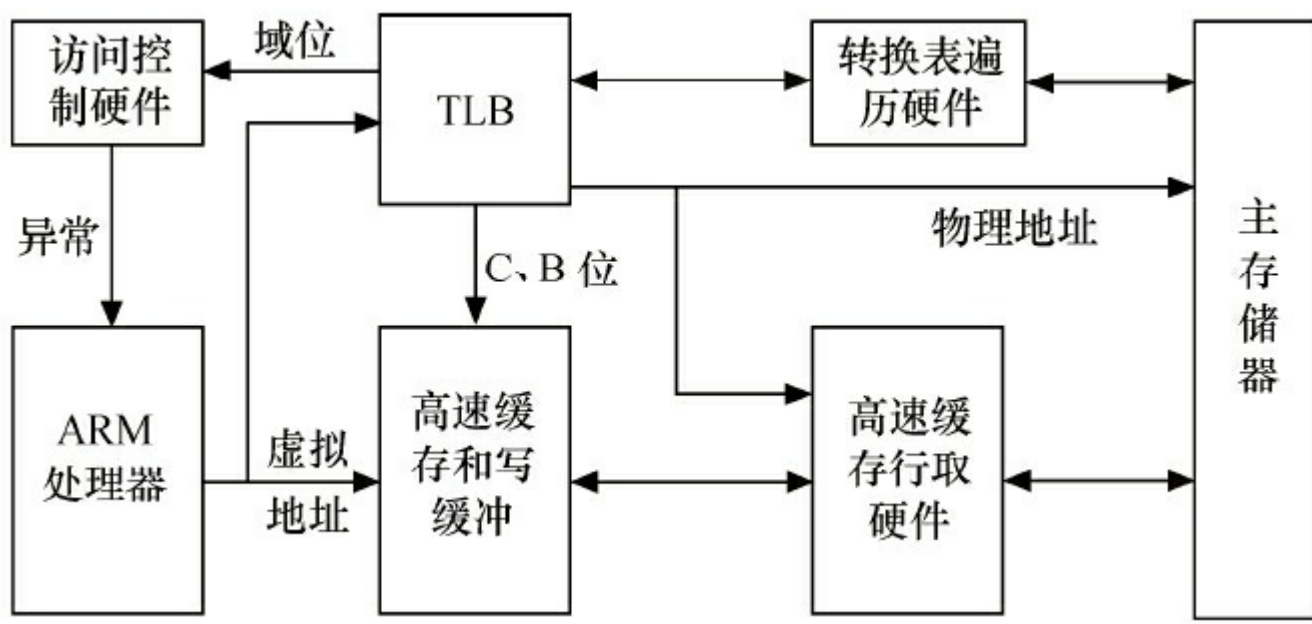 访问控
制硬件
域位
TLB
转换表遍
历硬件
异常
C、B 位
物理地址
主
存
储
器
ARM
处理器
虚拟
地址
高速缓
存和写
缓冲
高速缓
存行取
硬件